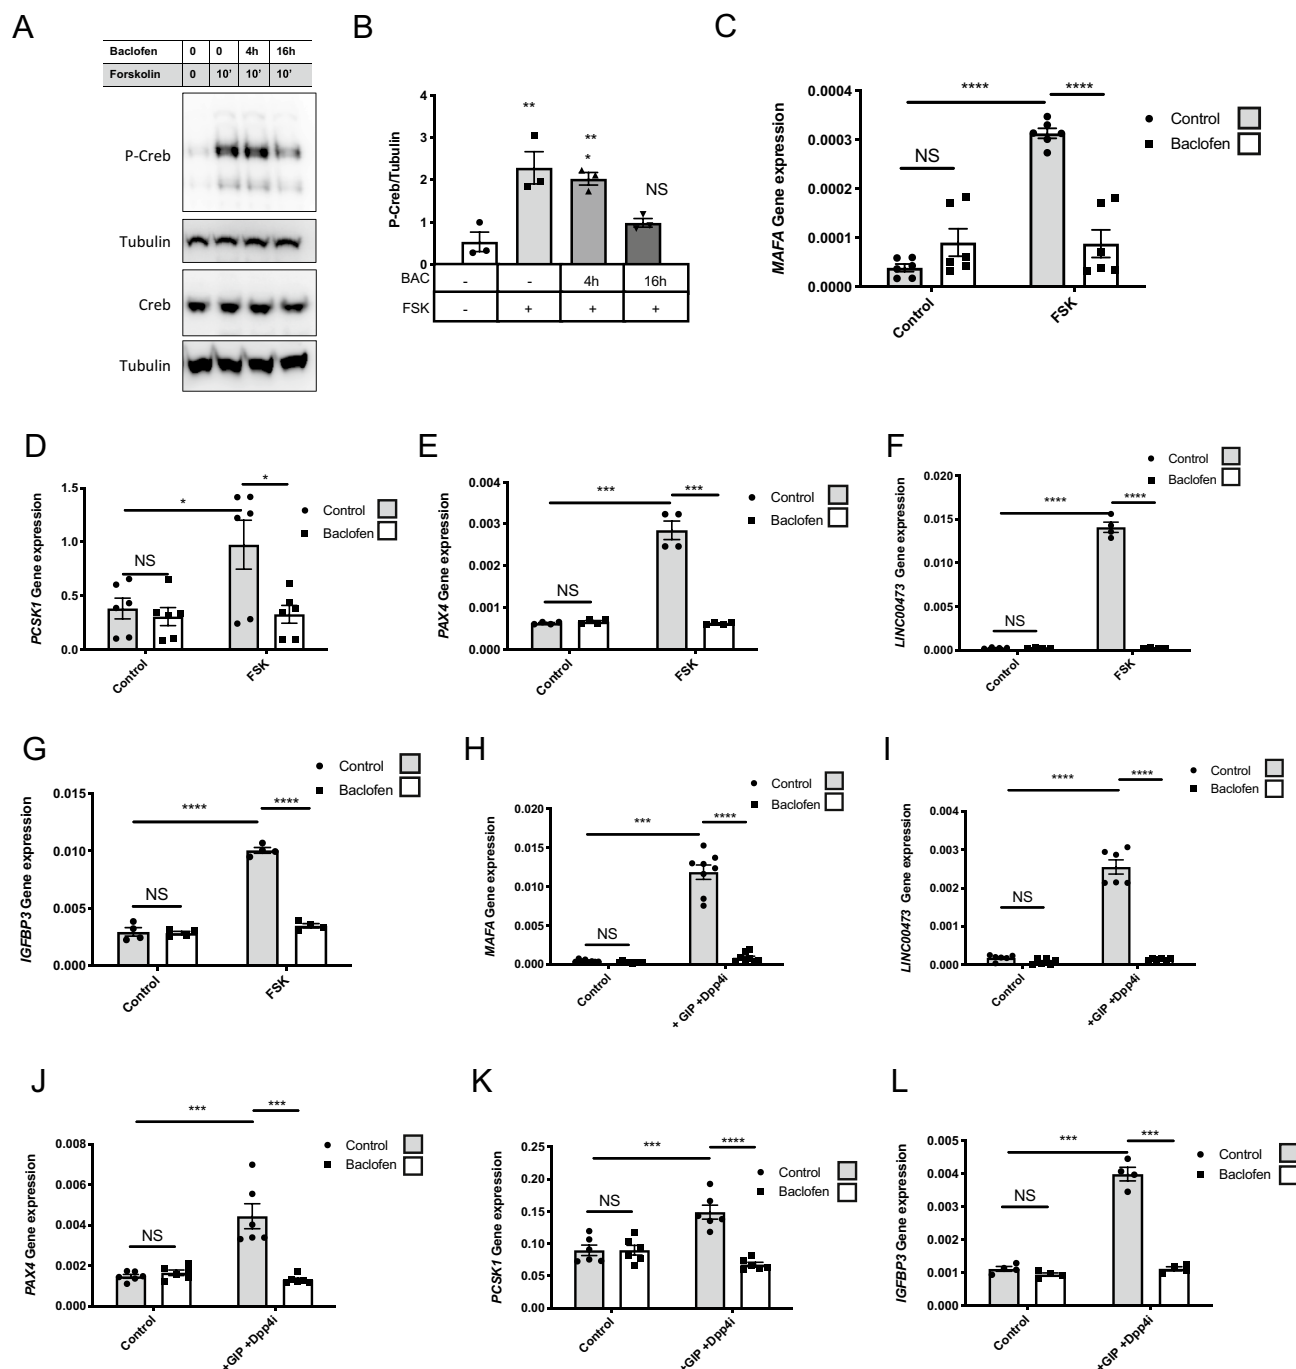 A
Baclofen 0 0 4h 16h
Forskolin 0 10' 10' 10'
P-Creb
Tubulin
Creb
Tubulin
B
P-Creb/Tubulin
4
3
2
1
0
**
**
*
NS
BAC - - 4h 16h
FSK - + + +
C
MAFA Gene expression
0.0004
0.0003
0.0002
0.0001
0.0000
NS
****
****
Control
Baclofen
Control FSK
D
PCSK1 Gene expression
1.5
1.0
0.5
0.0
NS
*
*
Control
Baclofen
Control FSK
E
PAX4 Gene expression
0.004
0.003
0.002
0.001
0.000
NS
***
***
Control
Baclofen
Control FSK
F
LINC00473 Gene expression
0.020
0.015
0.010
0.005
0.000
NS
****
****
Control
Baclofen
Control FSK
G
IGFBP3 Gene expression
0.015
0.010
0.005
0.000
NS
****
****
Control
Baclofen
Control FSK
H
MAFA Gene expression
0.020
0.015
0.010
0.005
0.000
NS
***
****
Control
Baclofen
Control + GIP +Dpp4i
I
LINC00473 Gene expression
0.004
0.003
0.002
0.001
0.000
NS
****
****
Control
Baclofen
Control +GIP +Dpp4i
J
PAX4 Gene expression
0.008
0.006
0.004
0.002
0.000
NS
***
***
Control
Baclofen
Control +GIP +Dpp4i
K
PCSK1 Gene expression
0.25
0.20
0.15
0.10
0.05
0.00
NS
***
****
Control
Baclofen
Control +GIP +Dpp4i
L
IGFBP3 Gene expression
0.005
0.004
0.003
0.002
0.001
0.000
NS
***
***
Control
Baclofen
Control +GIP +Dpp4i